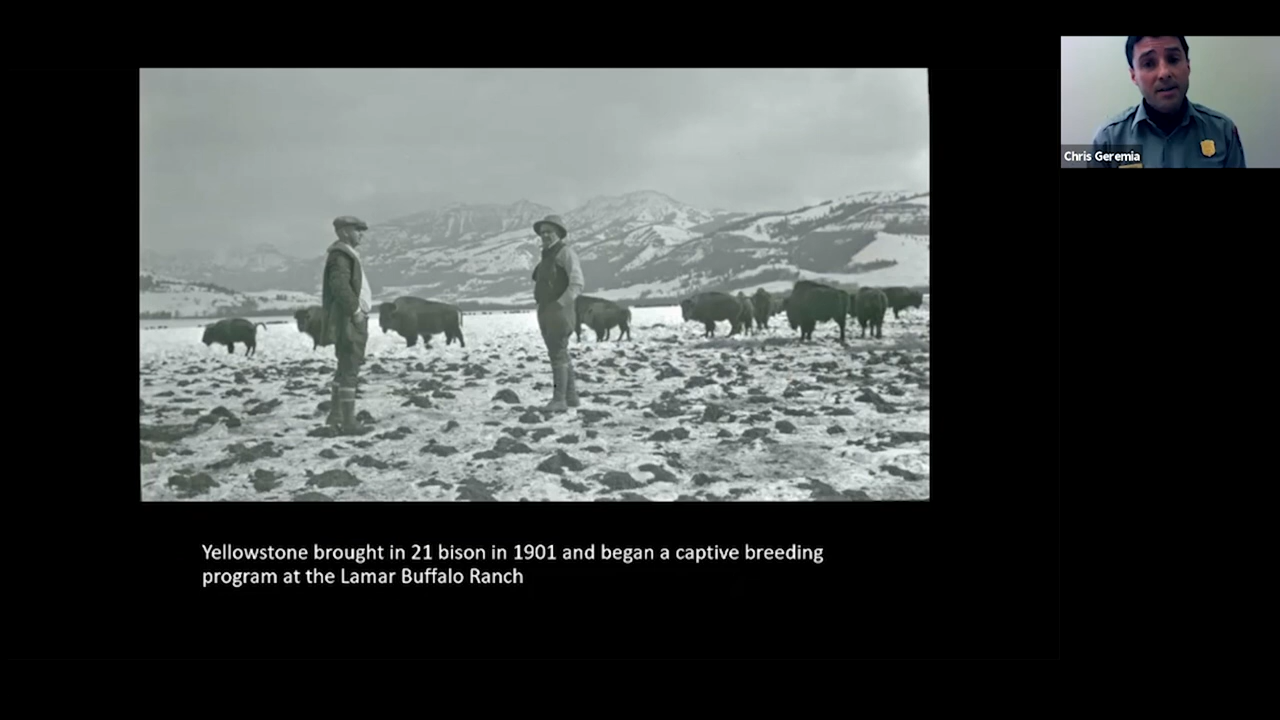 Chris Geremia
Yellowstone brought in 21 bison in 1901 and began a captive breeding
program at the Lamar Buffalo Ranch